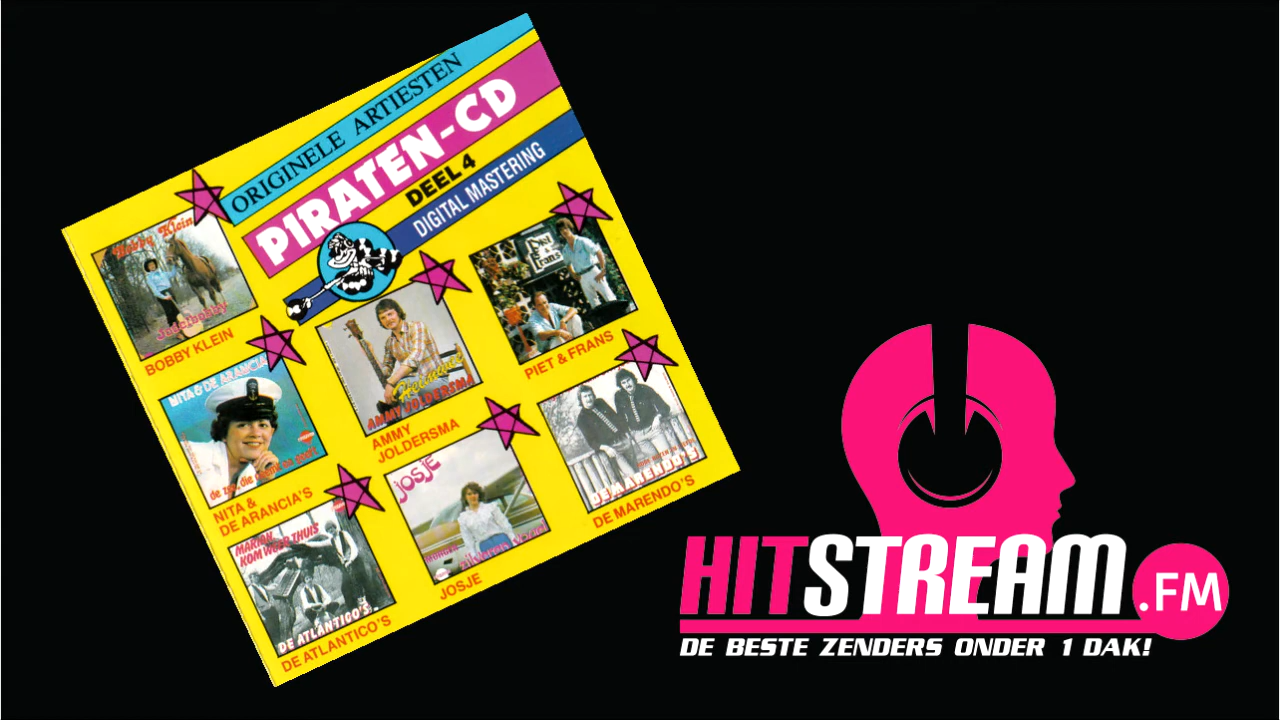 ORIGINELE ARTIESTEN
PIRATEN-CD
DEEL 4
DIGITAL MASTERING
Bobby Klein
BOBBY KLEIN
NITA & DE ARANCIA'S
NITA &
DE ARANCIA'S
MARIAN
KOM WEER THUIS
DE ATLANTICO'S
DE ATLANTICO'S
AMMY JOLDERSMA
AMMY
JOLDERSMA
JOSJE
JOSJE
Piet
&
Frans
PIET & FRANS
DE MARENDO'S
DE MARENDO'S
HITSTREAM.FM
DE BESTE ZENDERS ONDER 1 DAK!